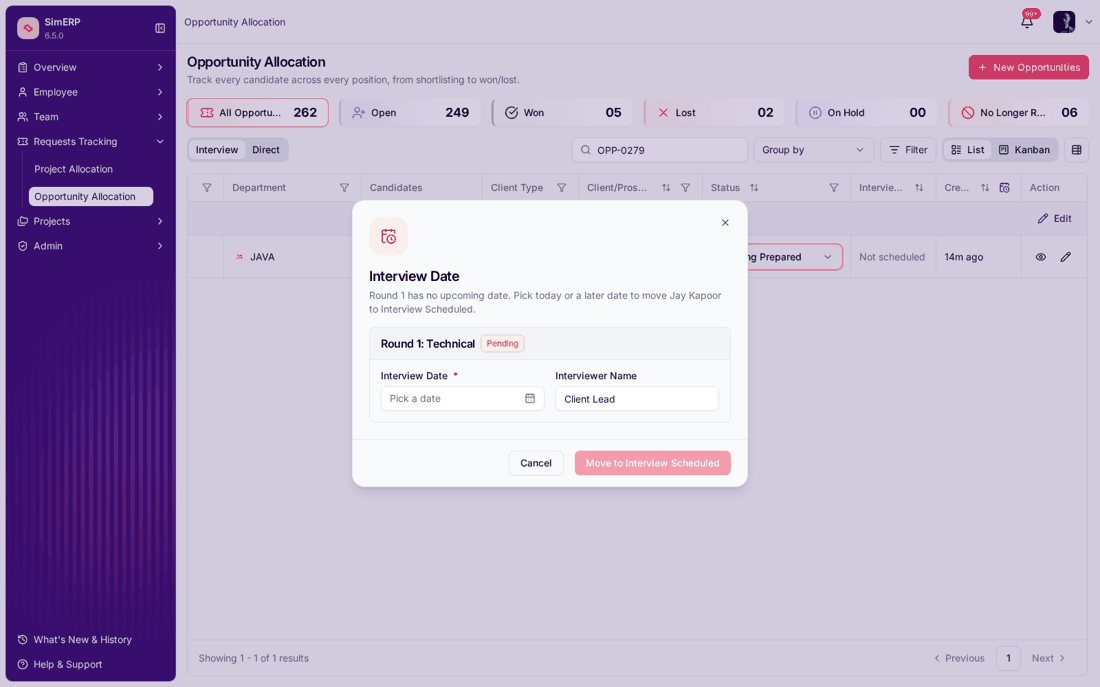 SimERP
6.5.0
Overview
Employee
Team
Requests Tracking
Project Allocation
Opportunity Allocation
Projects
Admin
What's New & History
Help & Support
Opportunity Allocation
99+
Opportunity Allocation
Track every candidate across every position, from shortlisting to won/lost.
New Opportunities
All Opportu... 262
Open 249
Won 05
Lost 02
On Hold 00
No Longer R... 06
Interview Direct
OPP-0279
Group by
Filter
List Kanban
Department Candidates Client Type Client/Pros... Status Intervie... Cre... Action
Edit
JAVA
ng Prepared
Not scheduled
14m ago
Interview Date
Round 1 has no upcoming date. Pick today or a later date to move Jay Kapoor
to Interview Scheduled.
Round 1: Technical Pending
Interview Date * Interviewer Name
Pick a date Client Lead
Cancel Move to Interview Scheduled
Showing 1 - 1 of 1 results
Previous 1 Next